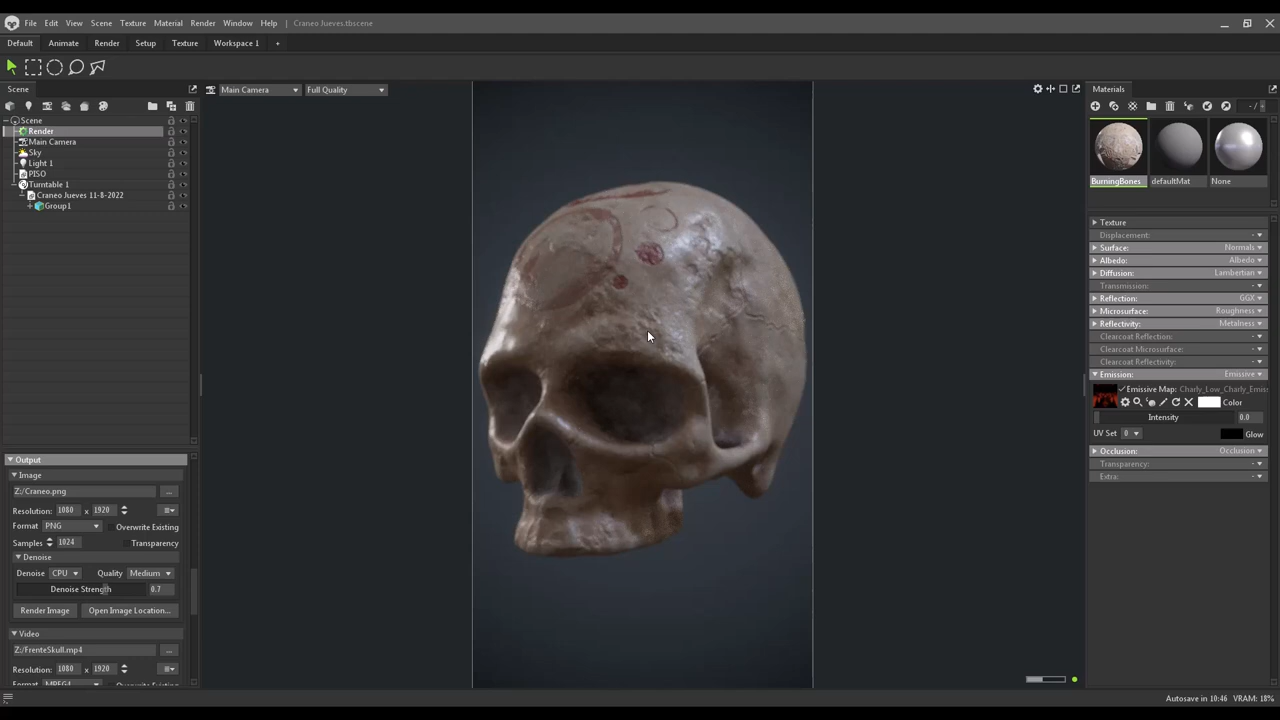 File Edit View Scene Texture Material Render Window Help Craneo Jueves.tbscene
Default Animate Render Setup Texture Workspace 1 +
Scene
Main Camera Full Quality
Materials
- /
Scene
Render
Main Camera
Sky
Light 1
PISO
Turntable 1
Craneo Jueves 11-8-2022
Group1
BurningBones defaultMat None
Texture
Displacement: -
Surface: Normals
Albedo: Albedo
Diffusion: Lambertian
Transmission: -
Reflection: GGX
Microsurface: Roughness
Reflectivity: Metalness
Clearcoat Reflection: -
Clearcoat Microsurface: -
Clearcoat Reflectivity: -
Emission: Emissive
Emissive Map: Charly_Low_Charly_Emiss
Color
Intensity 0.0
UV Set 0 Glow
Occlusion: Occlusion
Transparency: -
Extra: -
Output
Image
Z:/Craneo.png ...
Resolution: 1080 x 1920
Format PNG Overwrite Existing
Samples 1024 Transparency
Denoise
Denoise CPU Quality Medium
Denoise Strength 0.7
Render Image Open Image Location...
Video
Z:/FrenteSkull.mp4 ...
Resolution: 1080 x 1920
Format MPEG4 Overwrite Existing
Autosave in 10:46 VRAM: 18%